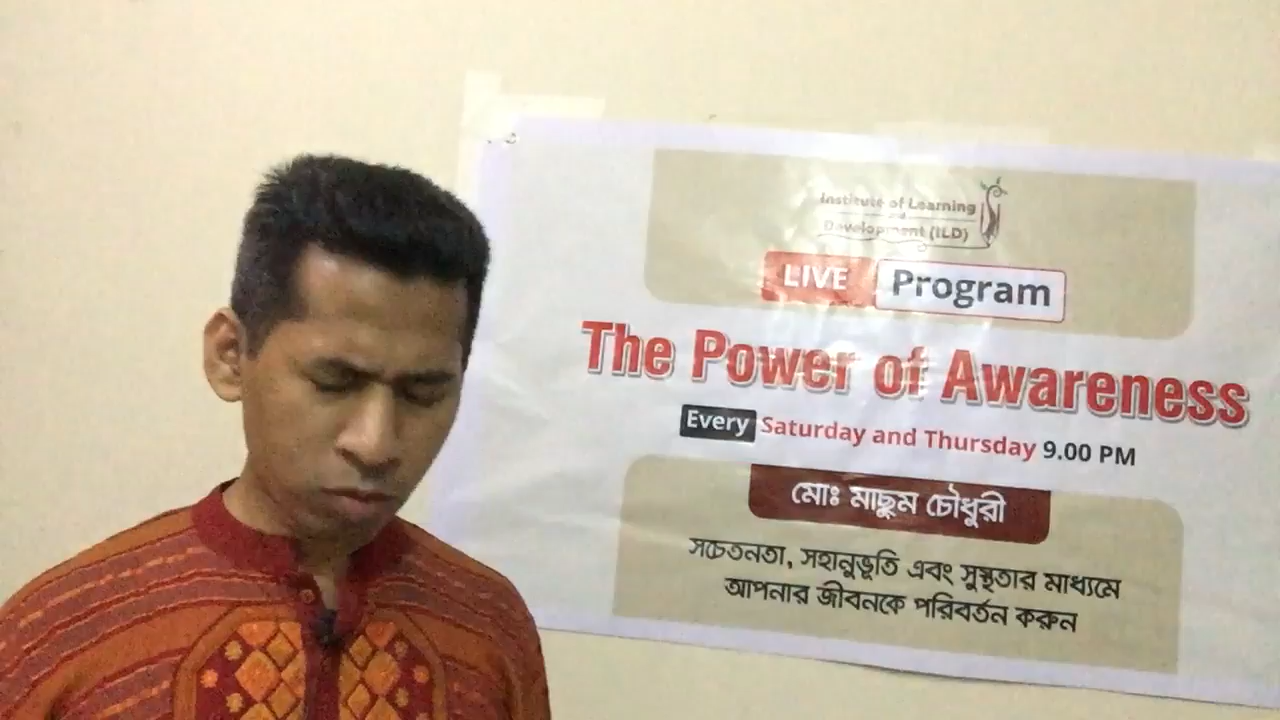 Institute of Learning
Development (ILD)
LIVE Program
The Power of Awareness
Every Saturday and Thursday 9.00 PM
মোঃ মাছুম চৌধুরী
সচেতনতা, সহানুভূতি এবং সুস্থতার মাধ্যমে
আপনার জীবনকে পরিবর্তন করুন